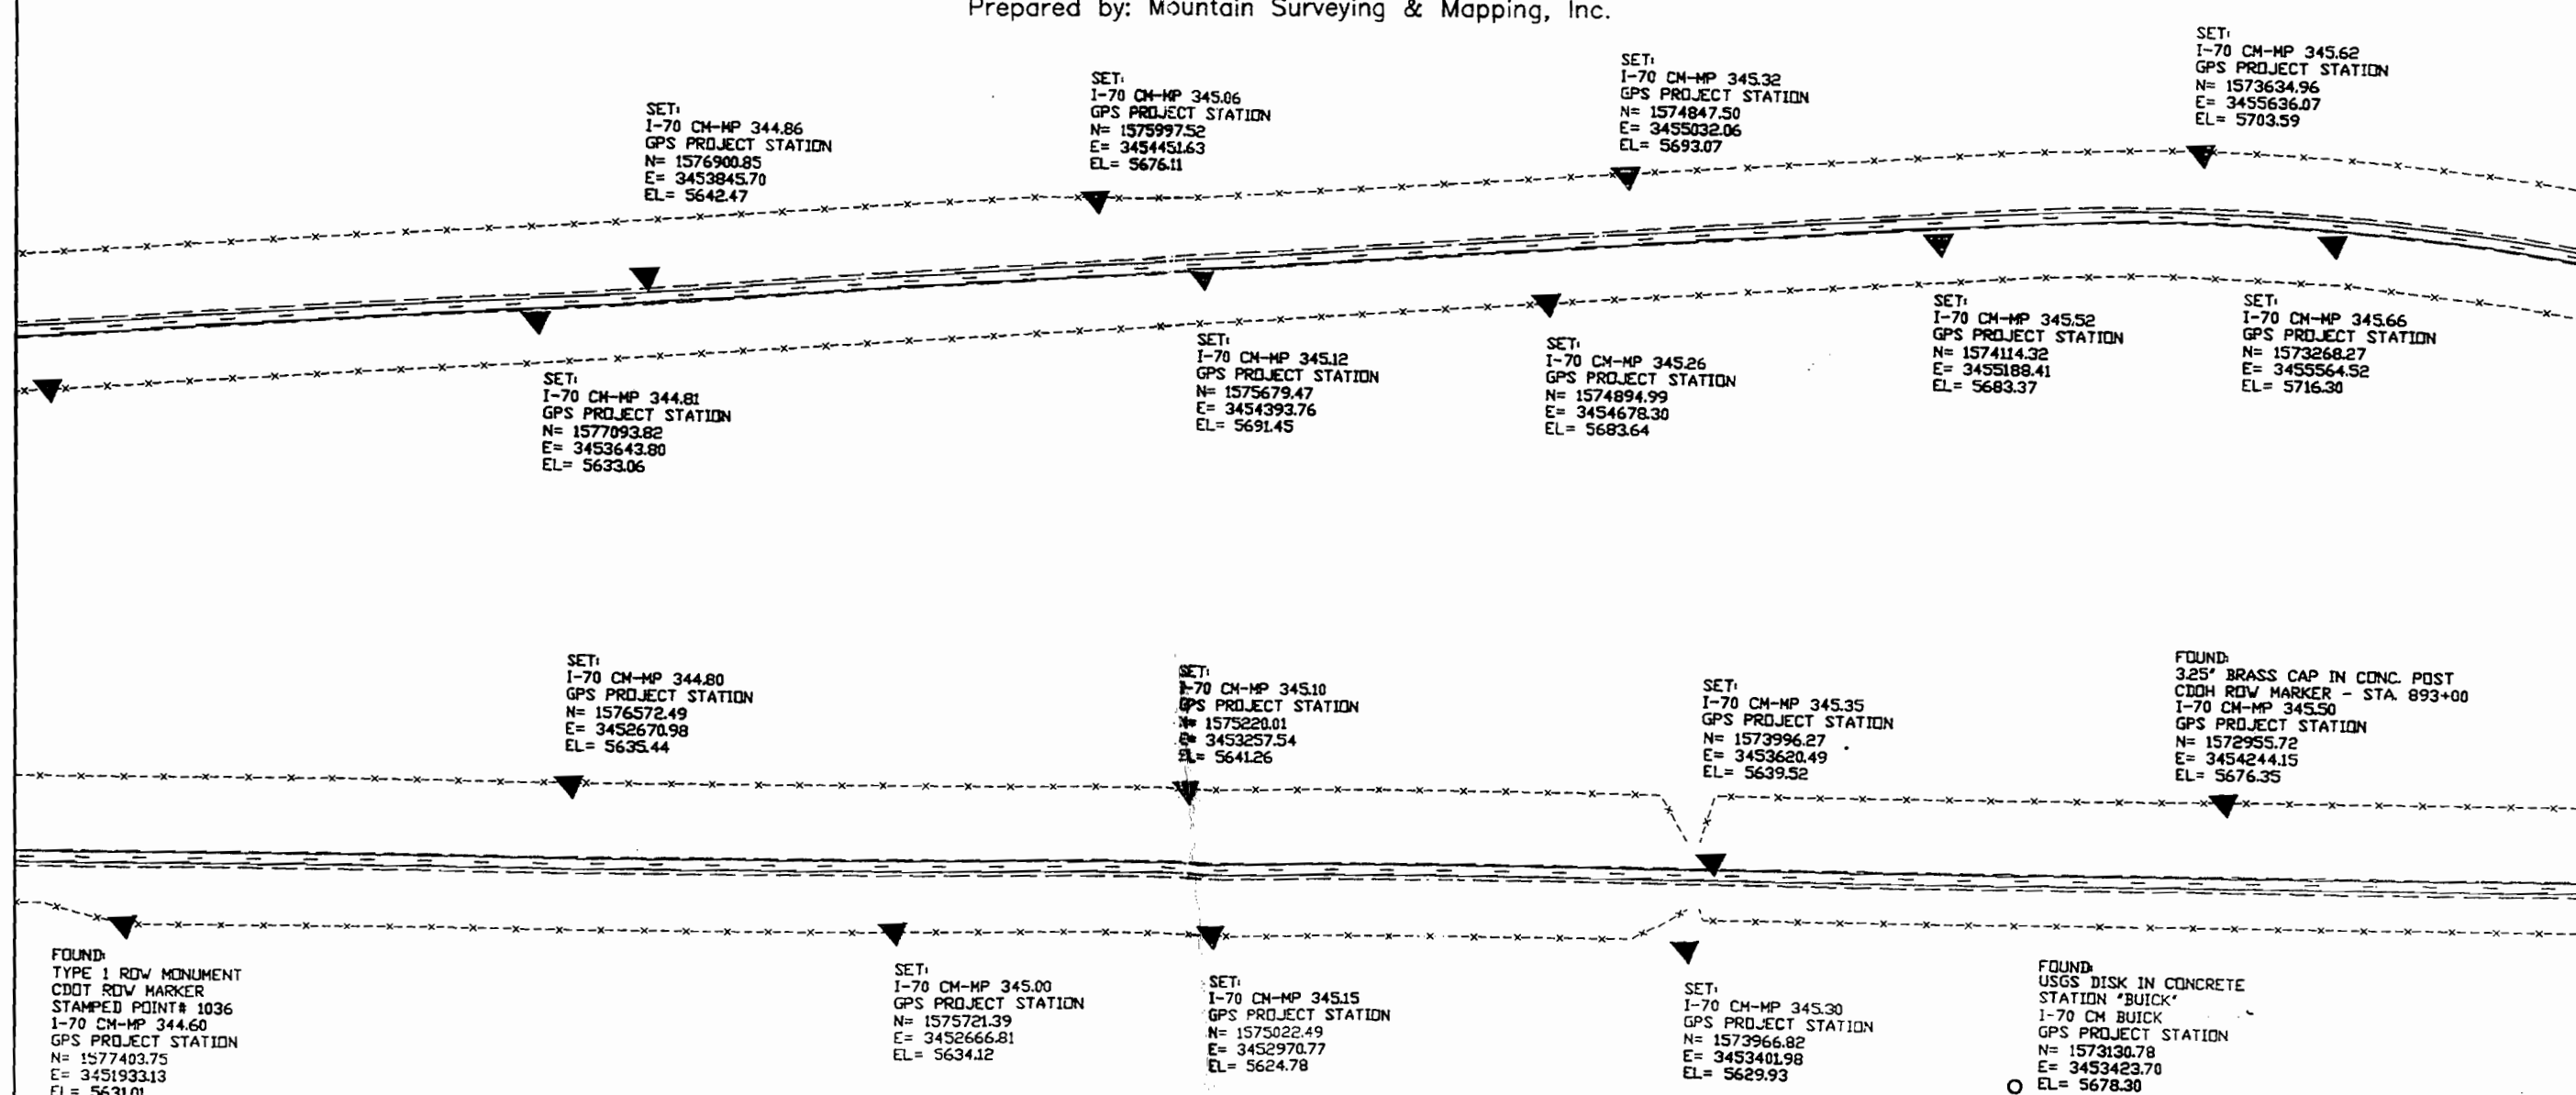 Prepared by: Mountain Surveying & Mapping, Inc.
SET:
I-70 CM-MP 344.86
GPS PROJECT STATION
N= 1576900.85
E= 3453845.70
EL= 5642.47
SET:
I-70 CM-MP 345.06
GPS PROJECT STATION
N= 1575997.52
E= 3454451.63
EL= 5676.11
SET:
I-70 CM-MP 345.32
GPS PROJECT STATION
N= 1574847.50
E= 3455032.06
EL= 5693.07
SET:
I-70 CM-MP 345.62
GPS PROJECT STATION
N= 1573634.96
E= 3455636.07
EL= 5703.59
SET:
I-70 CM-MP 344.81
GPS PROJECT STATION
N= 1577093.82
E= 3453643.80
EL= 5633.06
SET:
I-70 CM-MP 345.12
GPS PROJECT STATION
N= 1575679.47
E= 3454393.76
EL= 5691.45
SET:
I-70 CM-MP 345.26
GPS PROJECT STATION
N= 1574894.99
E= 3454678.30
EL= 5683.64
SET:
I-70 CM-MP 345.52
GPS PROJECT STATION
N= 1574114.32
E= 3455188.41
EL= 5683.37
SET:
I-70 CM-MP 345.66
GPS PROJECT STATION
N= 1573268.27
E= 3455564.52
EL= 5716.30
SET:
I-70 CM-MP 344.80
GPS PROJECT STATION
N= 1576572.49
E= 3452670.98
EL= 5635.44
SET:
I-70 CM-MP 345.10
GPS PROJECT STATION
N= 1575220.01
E= 3453257.54
EL= 5641.26
SET:
I-70 CM-MP 345.35
GPS PROJECT STATION
N= 1573996.27
E= 3453620.49
EL= 5639.52
FOUND:
3.25" BRASS CAP IN CONC. POST
CDOH ROW MARKER - STA. 893+00
I-70 CM-MP 345.50
GPS PROJECT STATION
N= 1572955.72
E= 3454244.15
EL= 5676.35
FOUND:
TYPE 1 ROW MONUMENT
CDOT ROW MARKER
STAMPED POINT# 1036
I-70 CM-MP 344.60
GPS PROJECT STATION
N= 1577403.75
E= 3451933.13
EL= 5631.01
SET:
I-70 CM-MP 345.00
GPS PROJECT STATION
N= 1575721.39
E= 3452666.81
EL= 5634.12
SET:
I-70 CM-MP 345.15
GPS PROJECT STATION
N= 1575022.49
E= 3452970.77
EL= 5624.78
SET:
I-70 CM-MP 345.30
GPS PROJECT STATION
N= 1573966.82
E= 3453401.98
EL= 5629.93
FOUND:
USGS DISK IN CONCRETE
STATION "BUICK"
I-70 CM BUICK
GPS PROJECT STATION
N= 1573130.78
E= 3453423.70
EL= 5678.30